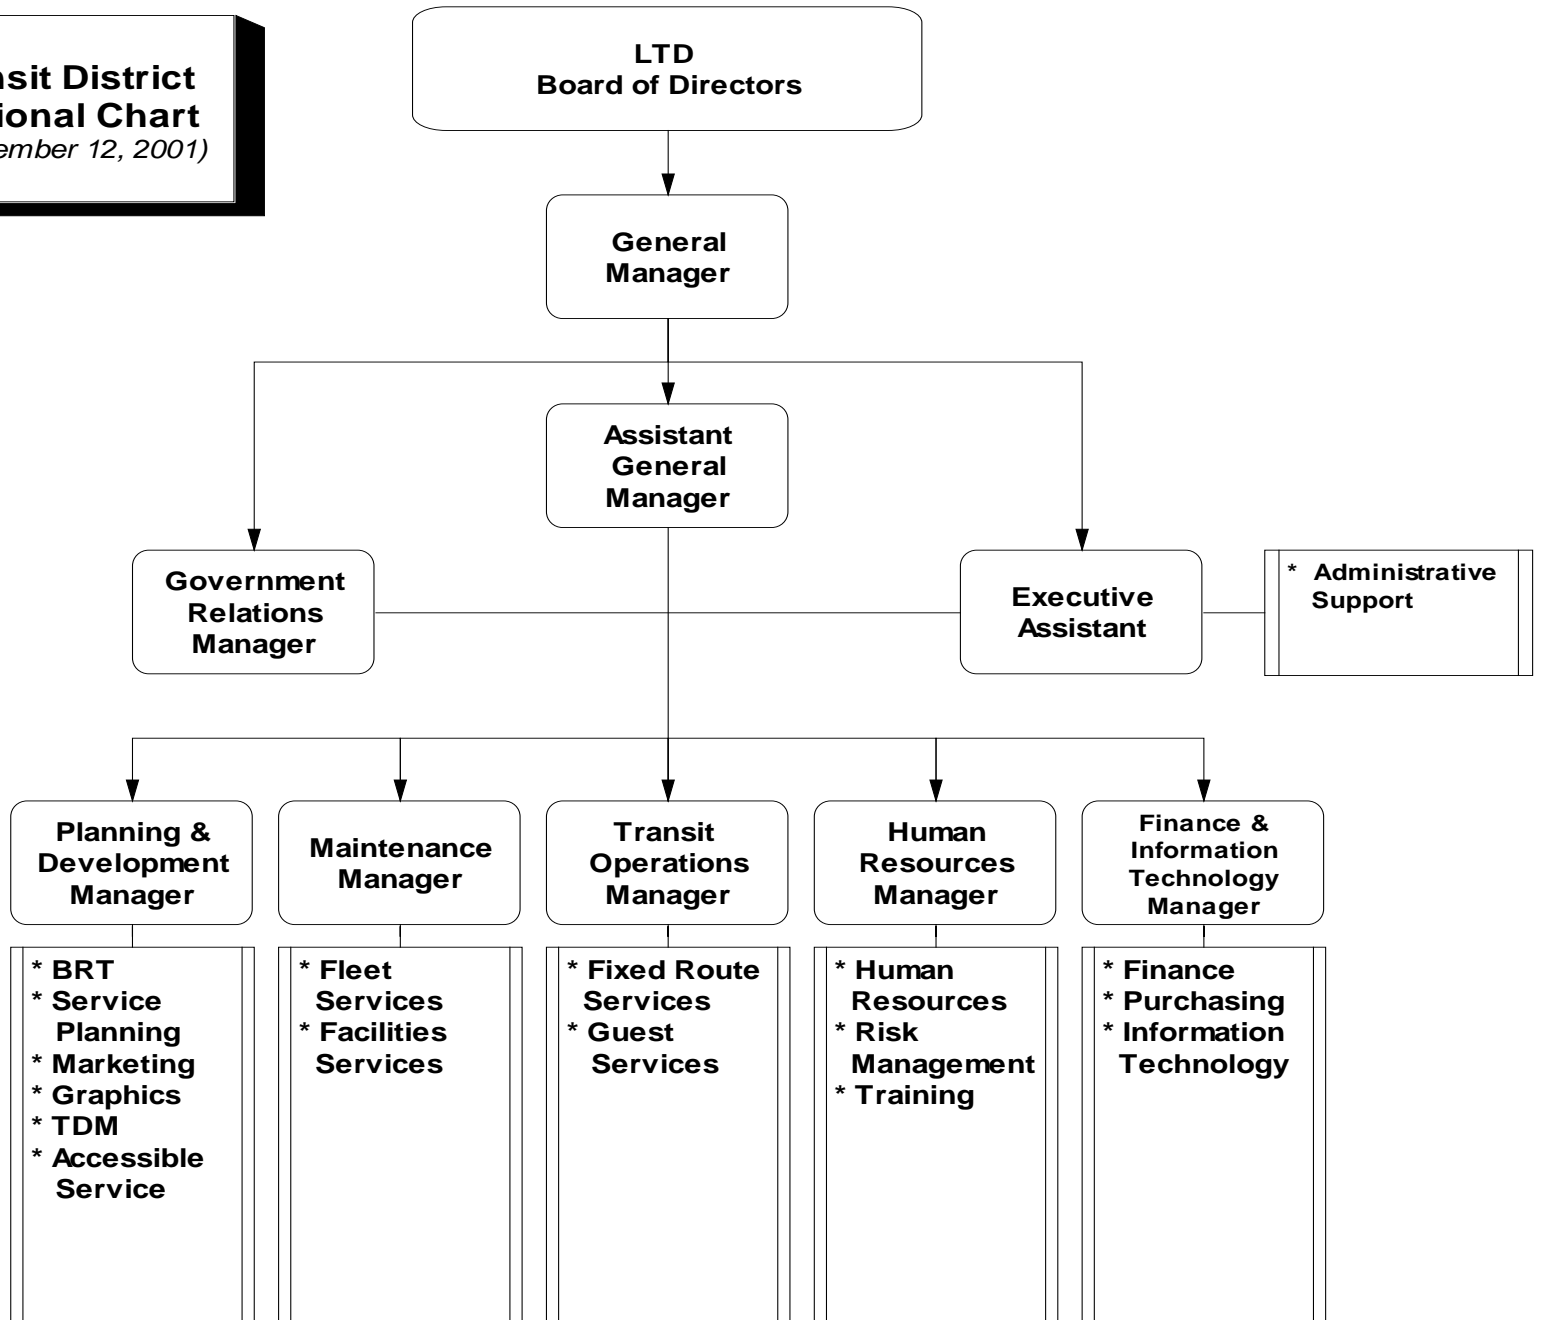 nsit District
ional Chart
ember 12, 2001)
LTD
Board of Directors
General
Manager
Assistant
General
Manager
Government
Relations
Manager
Executive
Assistant
* Administrative
Support
Planning &
Development
Manager
Maintenance
Manager
Transit
Operations
Manager
Human
Resources
Manager
Finance &
Information
Technology
Manager
* BRT
* Service
Planning
* Marketing
* Graphics
* TDM
* Accessible
Service
* Fleet
Services
* Facilities
Services
* Fixed Route
Services
* Guest
Services
* Human
Resources
* Risk
Management
* Training
* Finance
* Purchasing
* Information
Technology